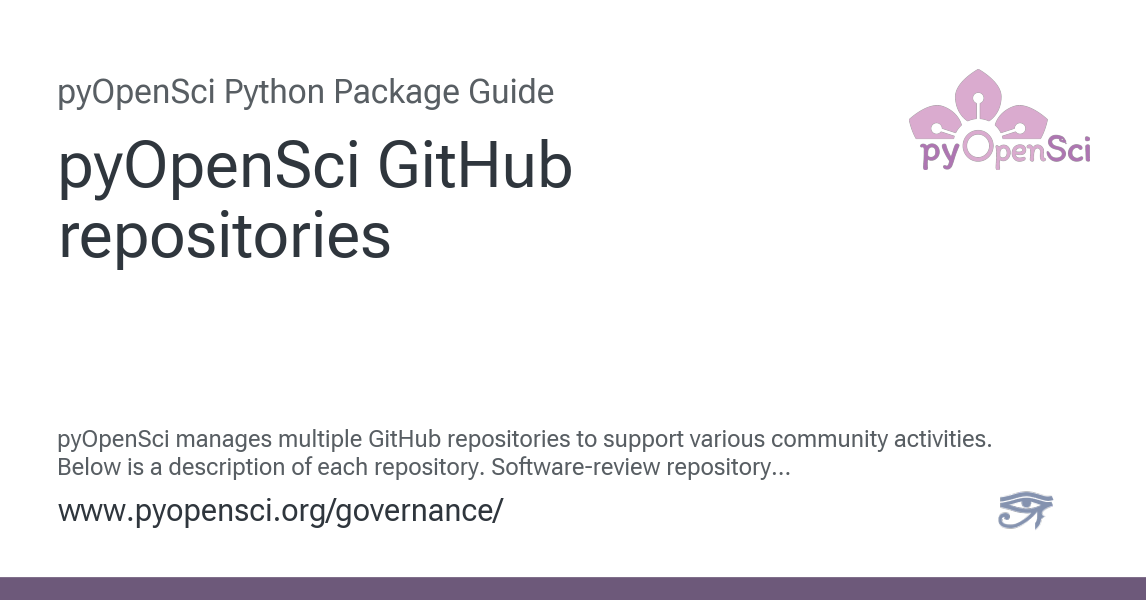 pyOpenSci Python Package Guide
pyOpenSci GitHub
repositories
pyOpenSci
pyOpenSci manages multiple GitHub repositories to support various community activities.
Below is a description of each repository. Software-review repository...
www.pyopensci.org/governance/